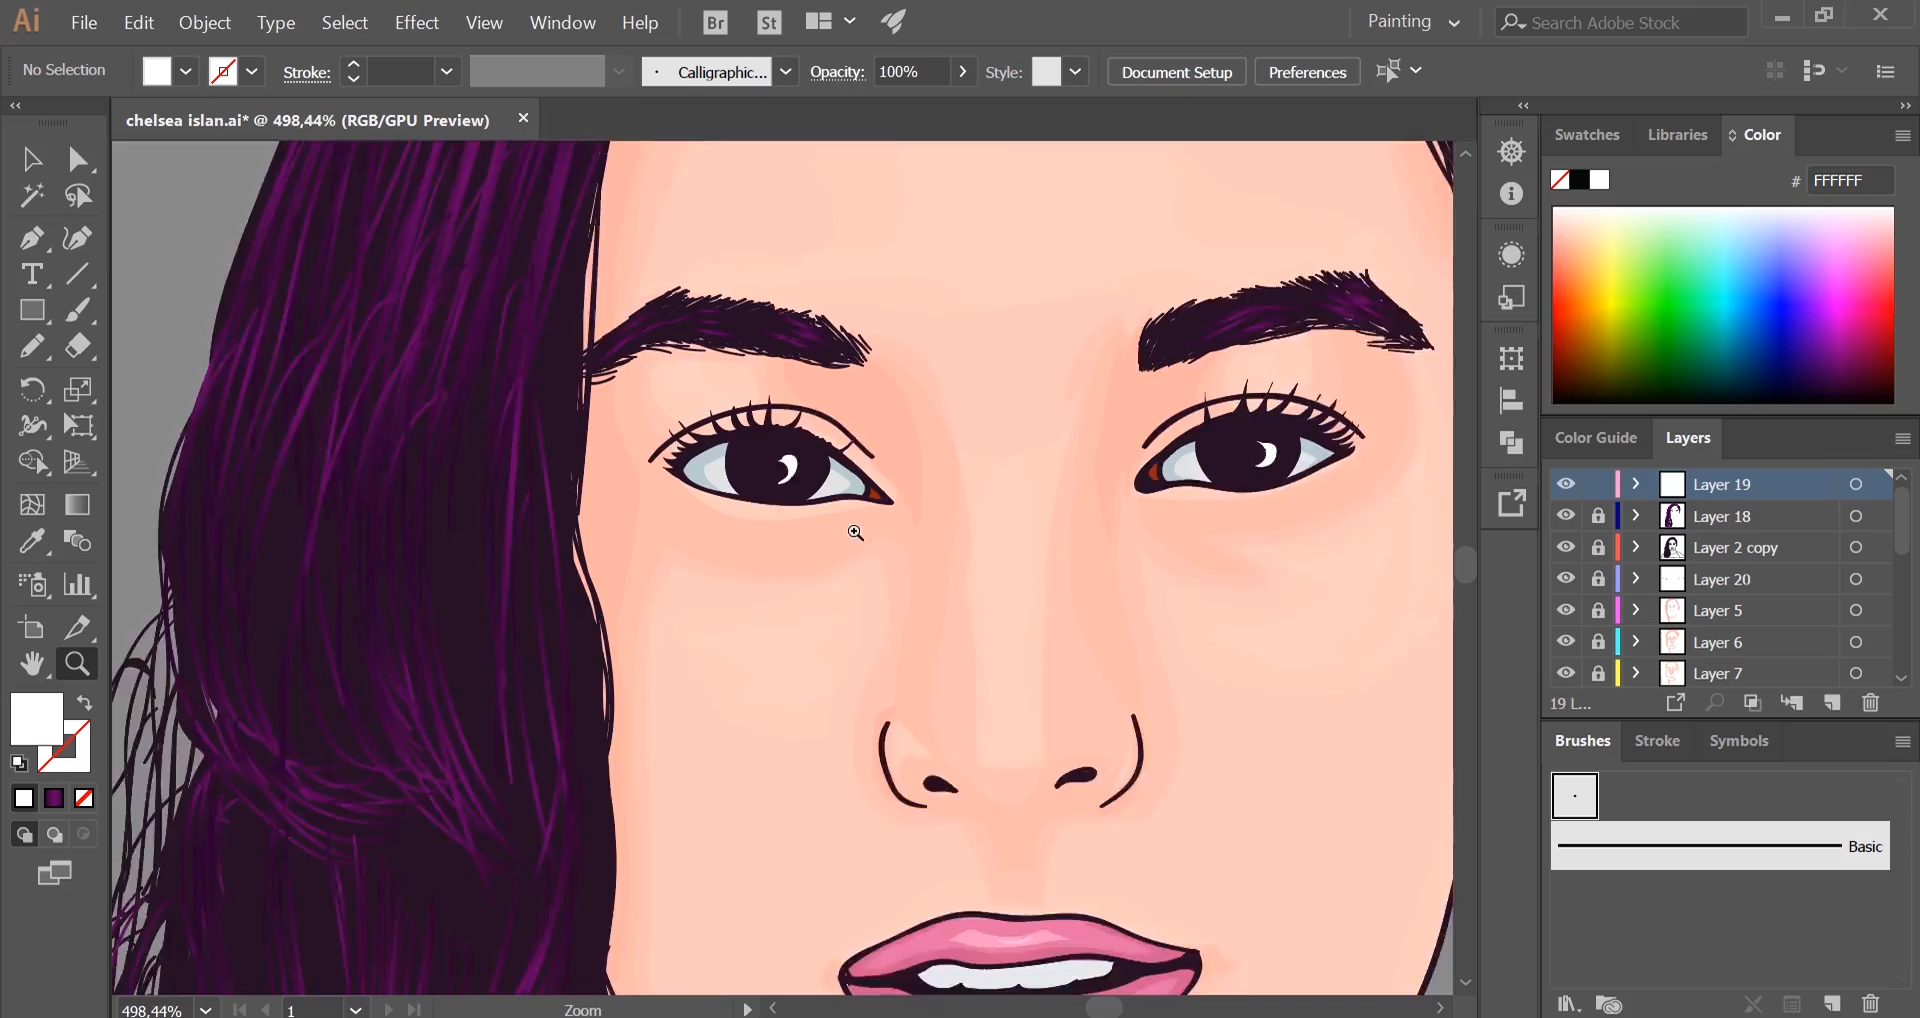 Ai File Edit Object Type Select Effect View Window Help Br St Painting Search Adobe Stock
No Selection Stroke: Calligraphic... Opacity: 100% Style: Document Setup Preferences
chelsea islan.ai* @ 498,44% (RGB/GPU Preview)
Swatches Libraries Color
# FFFFFF
Color Guide Layers
Layer 19
Layer 18
Layer 2 copy
Layer 20
Layer 5
Layer 6
Layer 7
19 L...
Brushes Stroke Symbols
Basic
498,44% 1 Zoom